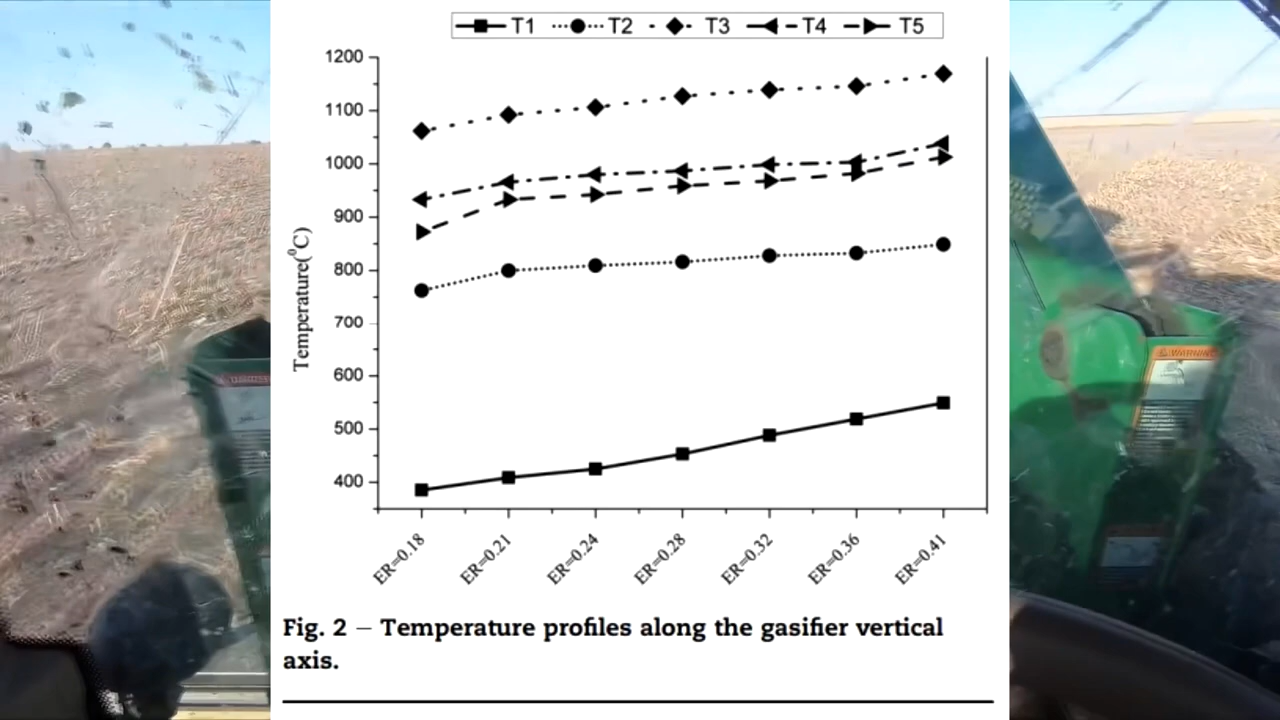 T1 T2 T3 T4 T5
1200
1100
1000
900
800
700
600
500
400
Temperature(⁰C)
ER=0.18 ER=0.21 ER=0.24 ER=0.28 ER=0.32 ER=0.36 ER=0.41
Fig. 2 – Temperature profiles along the gasifier vertical
axis.
WARNING